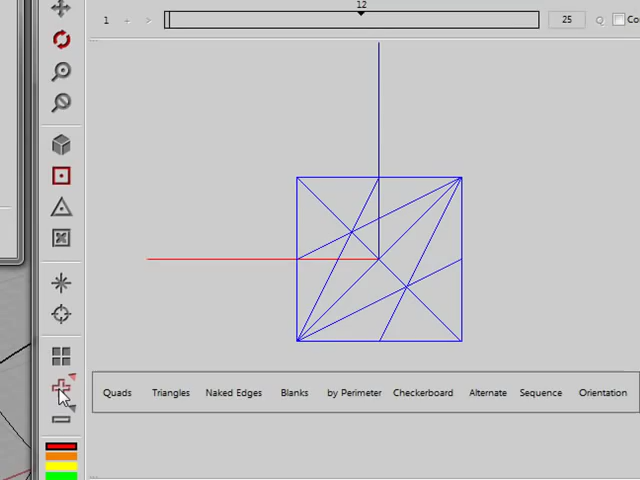 12
1 + > 25 Q Co
Quads Triangles Naked Edges Blanks by Perimeter Checkerboard Alternate Sequence Orientation